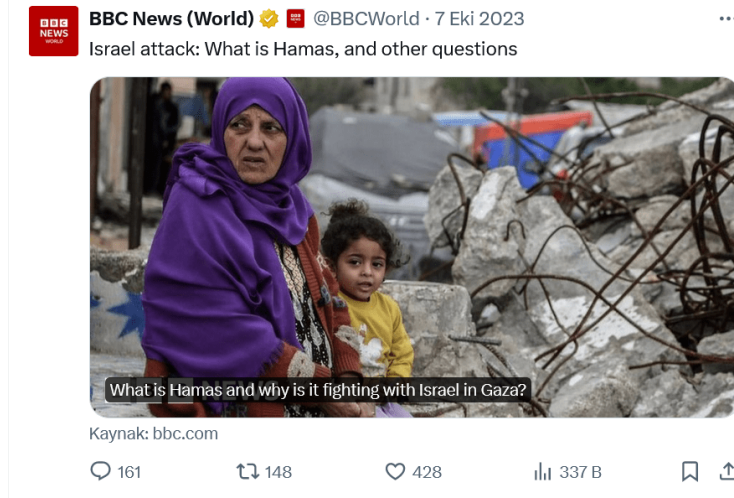 BBC
NEWS
WORLD
BBC News (World) @BBCWorld · 7 Eki 2023
Israel attack: What is Hamas, and other questions
NEWS
What is Hamas and why is it fighting with Israel in Gaza?
Kaynak: bbc.com
161 148 428 337 B